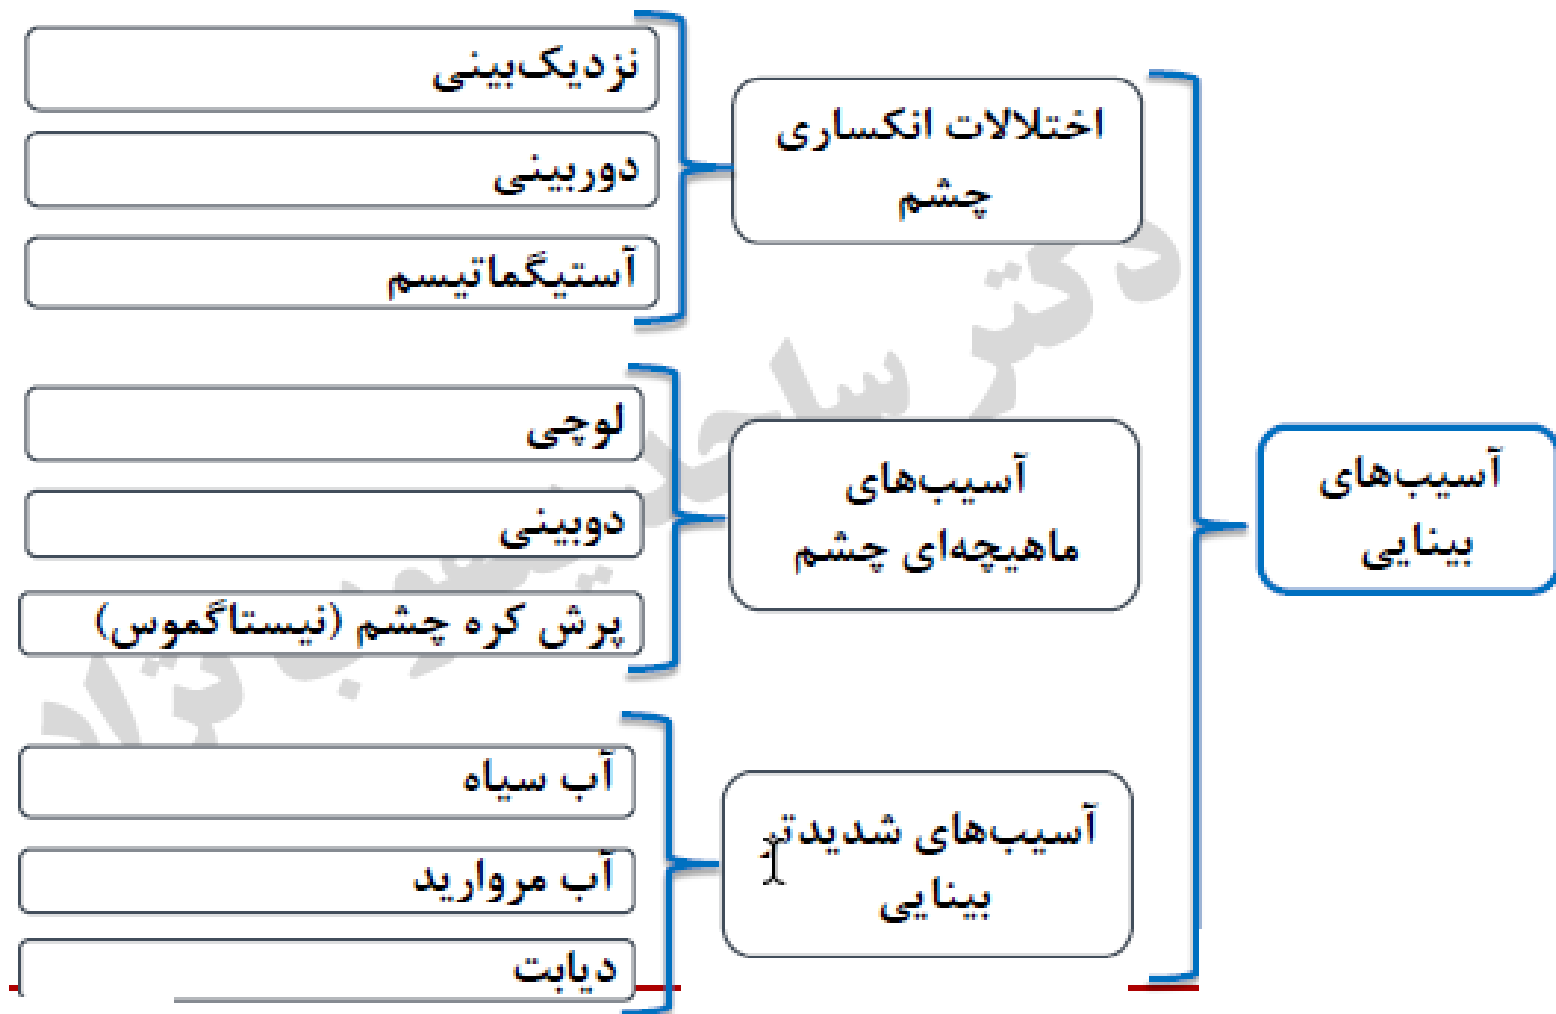 آسیب‌های
بینایی
اختلالات انکساری
چشم
نزدیک‌بینی
دوربینی
آستیگماتیسم
آسیب‌های
ماهیچه‌ای چشم
لوچی
دوبینی
پرش کره چشم (نیستاگموس)
آسیب‌های شدیدتر
بینایی
آب سیاه
آب مروارید
دیابت
دکتر